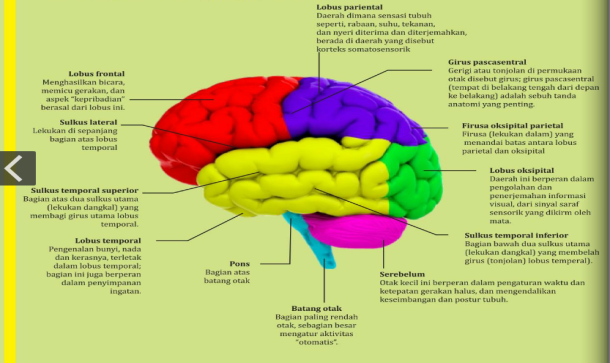 Lobus pariental
Daerah dimana sensasi tubuh
seperti, rabaan, suhu, tekanan,
dan nyeri diterima dan diterjemahkan,
berada di daerah yang disebut
korteks somatosensorik
Girus pascasentral
Gerigi atau tonjolan di permukaan
otak disebut girus; girus pascasentral
(tempat di belakang tengah dari depan
ke belakang) adalah sebuh tanda
anatomi yang penting.
Lobus frontal
Menghasilkan bicara,
memicu gerakan, dan
aspek "kepribadian"
berasal dari lobus ini.
Sulkus lateral
Lekukan di sepanjang
bagian atas lobus
temporal
Firusa oksipital parietal
Firusa (lekukan dalam) yang
menandai batas antara lobus
parietal dan oksipital
Lobus oksipital
Daerah ini berperan dalam
pengolahan dan
penerjemahan informasi
visual, dari sinyal saraf
sensorik yang dikirm oleh
mata.
Sulkus temporal superior
Bagian atas dua sulkus utama
(lekukan dangkal) yang
membagi girus utama lobus
temporal.
Sulkus temporal inferior
Bagian bawah dua sulkus utama
(lekukan dangkal) yang membelah
girus (tonjolan) lobus temperal).
Lobus temporal
Pengenalan bunyi, nada
dan kerasnya, terletak
dalam lobus temporal;
bagian ini juga berperan
dalam penyimpanan
ingatan.
Pons
Bagian atas
batang otak
Serebelum
Otak kecil ini berperan dalam pengaturan waktu dan
ketepatan gerakan halus, dan mengendalikan
keseimbangan dan postur tubuh.
Batang otak
Bagian paling rendah
otak, sebagian besar
mengatur aktivitas
"otomatis".